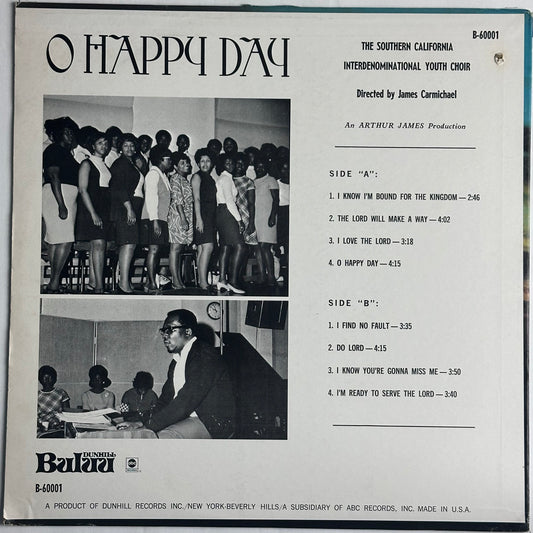 B-60001
O HAPPY DAY
THE SOUTHERN CALIFORNIA
INTERDENOMINATIONAL YOUTH CHOIR
Directed by James Carmichael
An ARTHUR JAMES Production
SIDE "A":
1. I KNOW I'M BOUND FOR THE KINGDOM — 2:46
2. THE LORD WILL MAKE A WAY — 4:02
3. I LOVE THE LORD — 3:18
4. O HAPPY DAY — 4:15
SIDE "B":
1. I FIND NO FAULT — 3:35
2. DO LORD — 4:15
3. I KNOW YOU'RE GONNA MISS ME — 3:50
4. I'M READY TO SERVE THE LORD — 3:40
DUNHILL
Buluu
abc
B-60001
A PRODUCT OF DUNHILL RECORDS INC./NEW YORK-BEVERLY HILLS/A SUBSIDIARY OF ABC RECORDS, INC. MADE IN U.S.A.